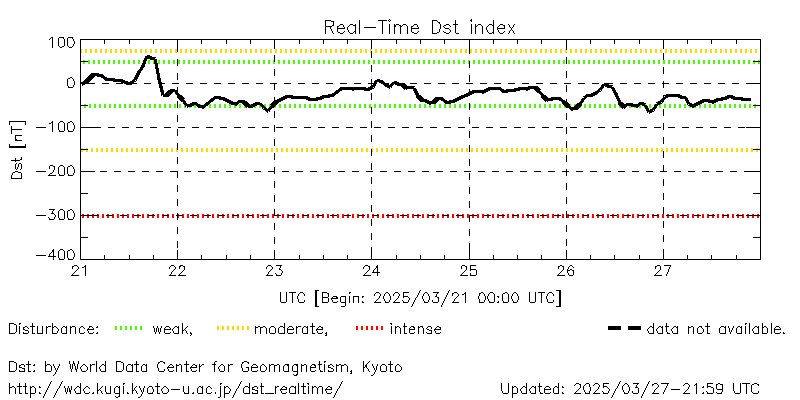 Real-Time Dst index
100
0
-100
-200
-300
-400
Dst [nT]
21 22 23 24 25 26 27
UTC [Begin: 2025/03/21 00:00 UTC]
Disturbance: weak, moderate, intense data not available.
Dst: by World Data Center for Geomagnetism, Kyoto
http://wdc.kugi.kyoto-u.ac.jp/dst_realtime/ Updated: 2025/03/27-21:59 UTC